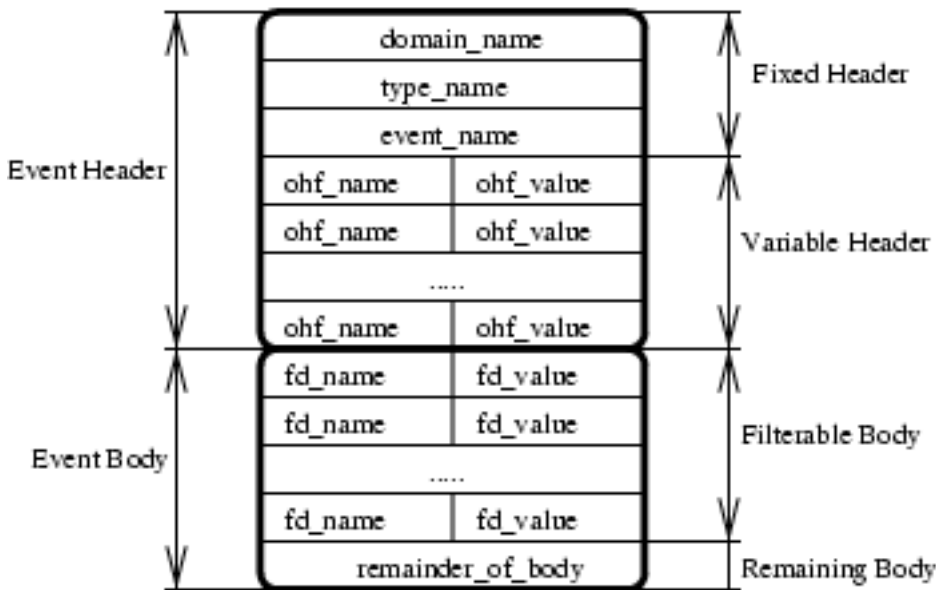 domain_name
Fixed Header
type_name
event_name
Event Header
ohf_name ohf_value
ohf_name ohf_value
Variable Header
.....
ohf_name ohf_value
fd_name fd_value
fd_name fd_value
Filterable Body
Event Body
.....
fd_name fd_value
remainder_of_body
Remaining Body